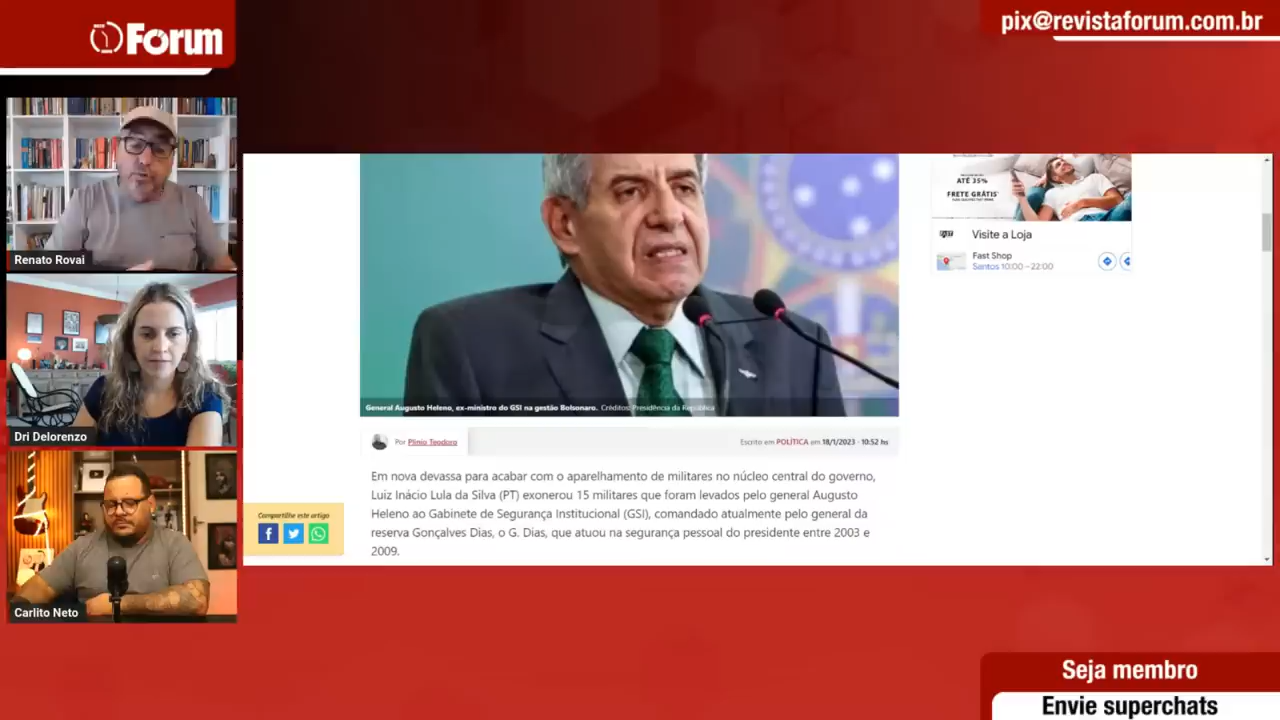 Forum
pix@revistaforum.com.br
Renato Rovai
Dri Delorenzo
Carlito Neto
General Augusto Heleno, ex-ministro do GSI na gestão Bolsonaro. Créditos: Presidência da República
Por Plínio Teodoro
Escrito em POLÍTICA em 18/1/2023 · 10:52 hs
Em nova devassa para acabar com o aparelhamento de militares no núcleo central do governo,
Luiz Inácio Lula da Silva (PT) exonerou 15 militares que foram levados pelo general Augusto
Heleno ao Gabinete de Segurança Institucional (GSI), comandado atualmente pelo general da
reserva Gonçalves Dias, o G. Dias, que atuou na segurança pessoal do presidente entre 2003 e
2009.
Compartilhe este artigo
ATÉ 35%
FRETE GRÁTIS*
Visite a Loja
Fast Shop
Santos 10:00 – 22:00
Seja membro
Envie superchats